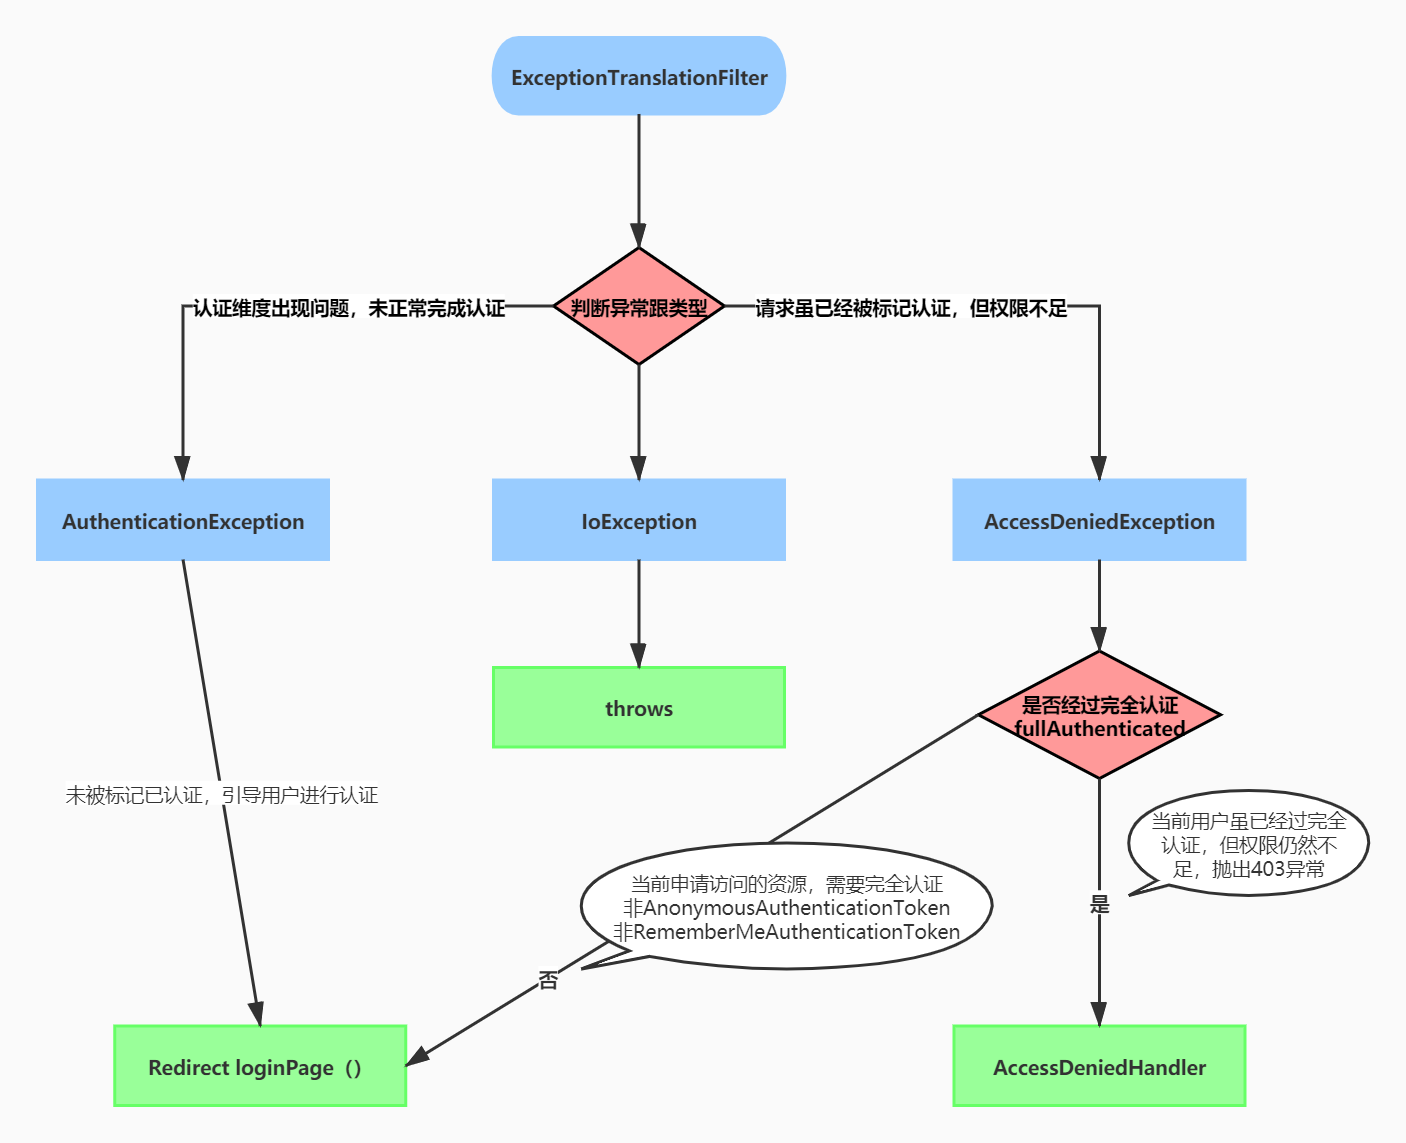 ExceptionTranslationFilter
判断异常跟类型
认证维度出现问题，未正常完成认证
请求虽已经被标记认证，但权限不足
AuthenticationException
IoException
AccessDeniedException
throws
是否经过完全认证
fullAuthenticated
未被标记已认证，引导用户进行认证
当前用户虽已经过完全
认证，但权限仍然不
足，抛出403异常
当前申请访问的资源，需要完全认证
非AnonymousAuthenticationToken
非RememberMeAuthenticationToken
是
否
Redirect loginPage（）
AccessDeniedHandler